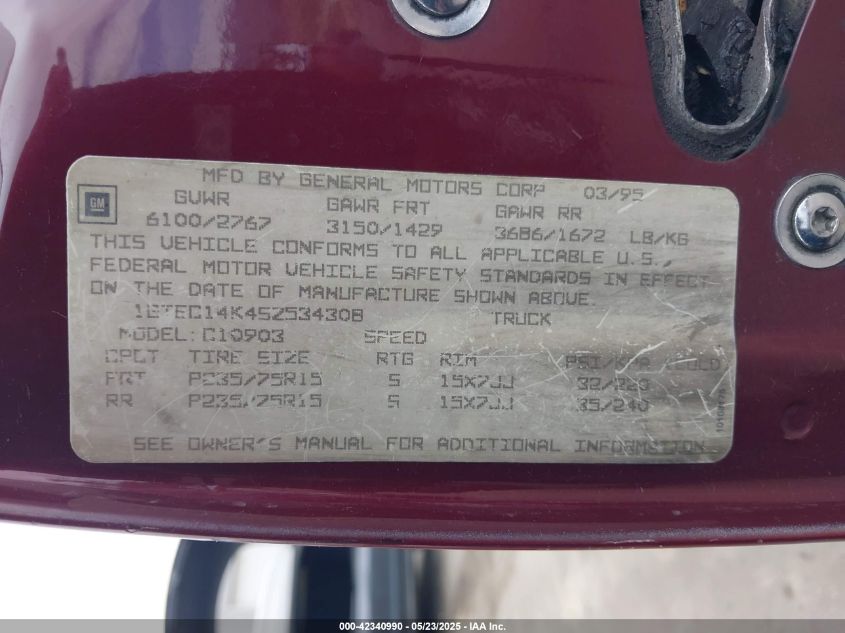 MFD BY GENERAL MOTORS CORP 03/95
GM
GVWR GAWR FRT GAWR RR
6100/2767 3150/1429 3686/1672 LB/KG
THIS VEHICLE CONFORMS TO ALL APPLICABLE U.S.,
FEDERAL MOTOR VEHICLE SAFETY STANDARDS IN EFFECT
ON THE DATE OF MANUFACTURE SHOWN ABOVE.
1GTEC14K4SZ534308 TRUCK
MODEL: C10903 SPEED
CPLT TIRE SIZE RTG RIM PSI/KPA COLD
FRT P235/75R15 S 15X7JJ
RR P235/75R15 S 15X7JJ 35/240
SEE OWNER'S MANUAL FOR ADDITIONAL INFORMATION
000-42340990 — 05/23/2025 - IAA Inc.